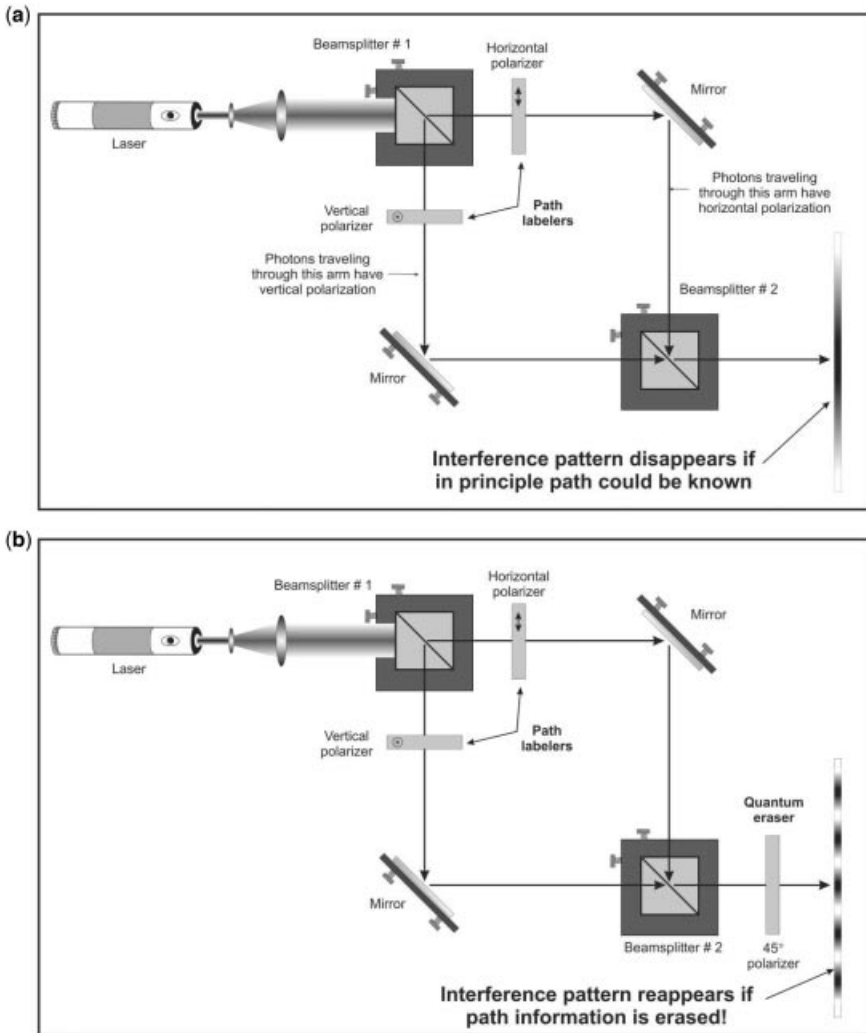 (a)
Beamsplitter # 1
Horizontal
polarizer
Mirror
Laser
Photons traveling
through this arm have
horizontal polarization
Vertical
polarizer
Path
labelers
Photons traveling
through this arm have
vertical polarization
Beamsplitter # 2
Mirror
Interference pattern disappears if
in principle path could be known
(b)
Beamsplitter # 1
Horizontal
polarizer
Mirror
Laser
Vertical
polarizer
Path
labelers
Quantum
eraser
Mirror
Beamsplitter # 2
45°
polarizer
Interference pattern reappears if
path information is erased!